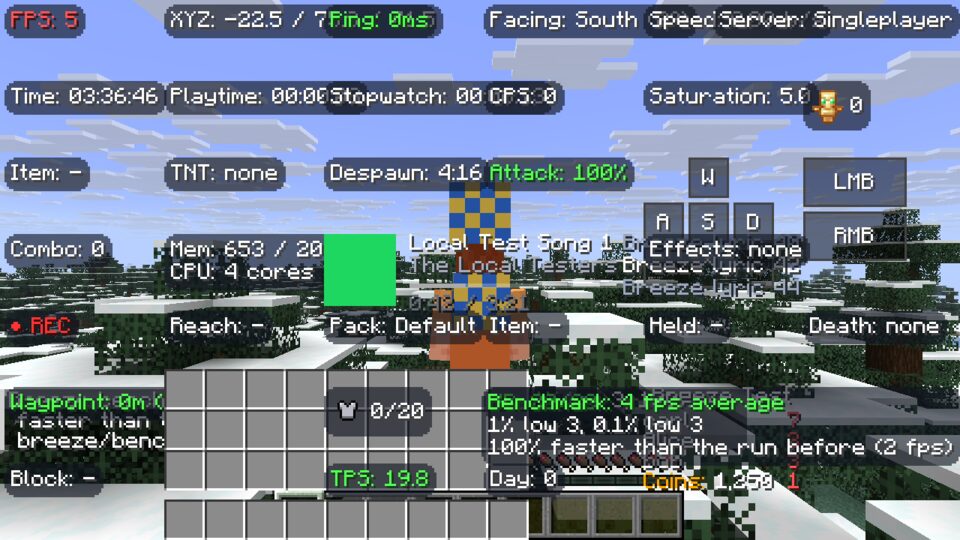 FPS: 5
XYZ: -22.5 / 7
Ping: 0ms
Facing: South
Speed
Server: Singleplayer
Time: 03:36:46
Playtime: 00:00
Stopwatch: 00
CPS: 0
Saturation: 5.0
0
Item: -
TNT: none
Despawn: 4:16
Attack: 100%
W
LMB
A S D
RMB
Combo: 0
Mem: 653 / 20
CPU: 4 cores
Local Test Song 1
The Local Testers
Effects: none
Breeze lyric 44
● REC
Reach: -
Pack: Default
Item: -
Held: -
Death: none
Waypoint: 0m (
faster than
breeze/benc
0/20
Benchmark: 4 fps average
1% low 3, 0.1% low 3
100% faster than the run before (2 fps)
Block: -
TPS: 19.8
Day: 0
Coins: 1,250
1